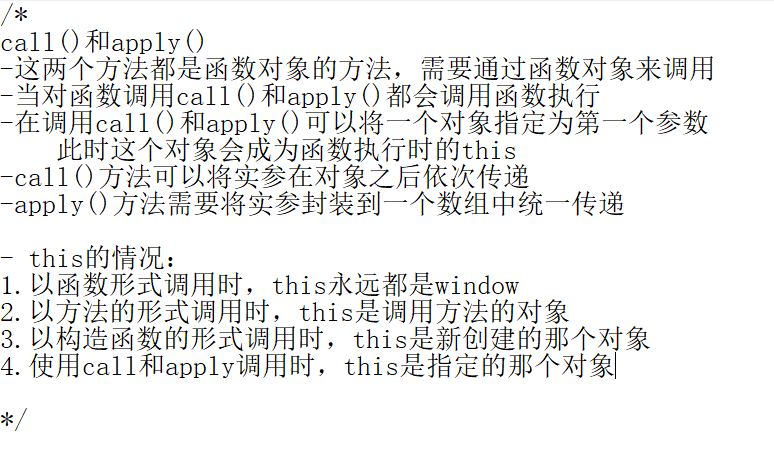 /*
call()和apply()
-这两个方法都是函数对象的方法，需要通过函数对象来调用
-当对函数调用call()和apply()都会调用函数执行
-在调用call()和apply()可以将一个对象指定为第一个参数
此时这个对象会成为函数执行时的this
-call()方法可以将实参在对象之后依次传递
-apply()方法需要将实参封装到一个数组中统一传递
- this的情况：
1.以函数形式调用时，this永远都是window
2.以方法的形式调用时，this是调用方法的对象
3.以构造函数的形式调用时，this是新创建的那个对象
4.使用call和apply调用时，this是指定的那个对象
*/